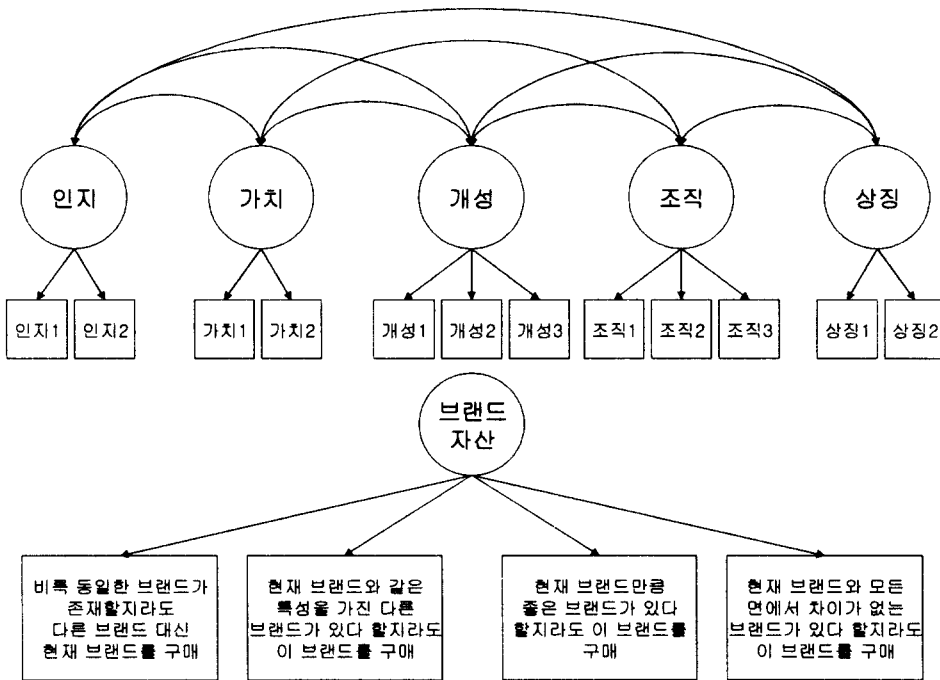 인지
가치
개성
조직
상징
인지1
인지2
가치1
가치2
개성1
개성2
개성3
조직1
조직2
조직3
상징1
상징2
브랜드
자산
비록 동일한 브랜드가
존재할지라도
다른 브랜드 대신
현재 브랜드를 구매
현재 브랜드와 같은
특성을 가진 다른
브랜드가 있다 할지라도
이 브랜드를 구매
현재 브랜드만큼
좋은 브랜드가 있다
할지라도 이 브랜드를
구매
현재 브랜드와 모든
면에서 차이가 없는
브랜드가 있다 할지라도
이 브랜드를 구매